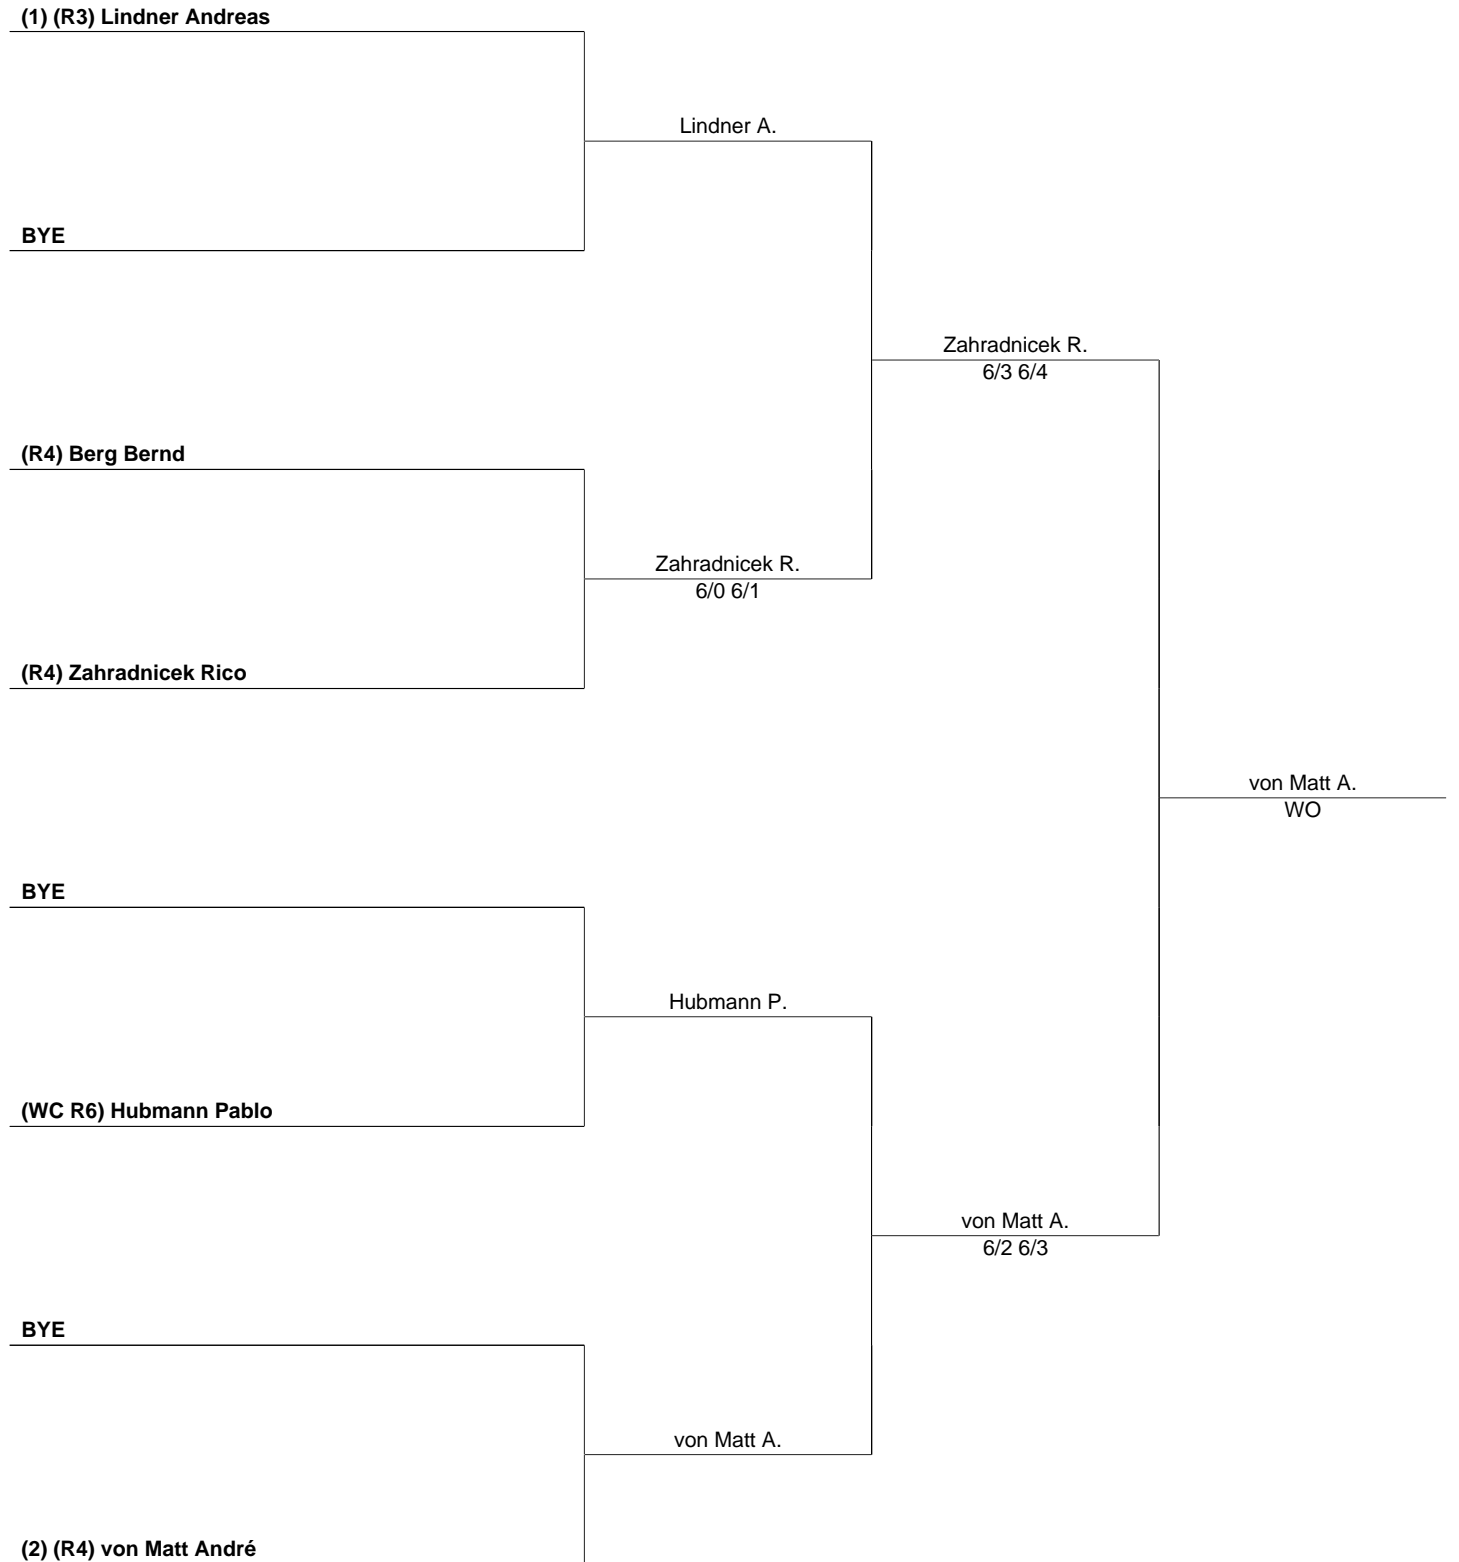 (1) (R3) Lindner Andreas
Lindner A.
BYE
Zahradnicek R.
6/3 6/4
(R4) Berg Bernd
Zahradnicek R.
6/0 6/1
(R4) Zahradnicek Rico
von Matt A.
WO
BYE
Hubmann P.
(WC R6) Hubmann Pablo
von Matt A.
6/2 6/3
BYE
von Matt A.
(2) (R4) von Matt André